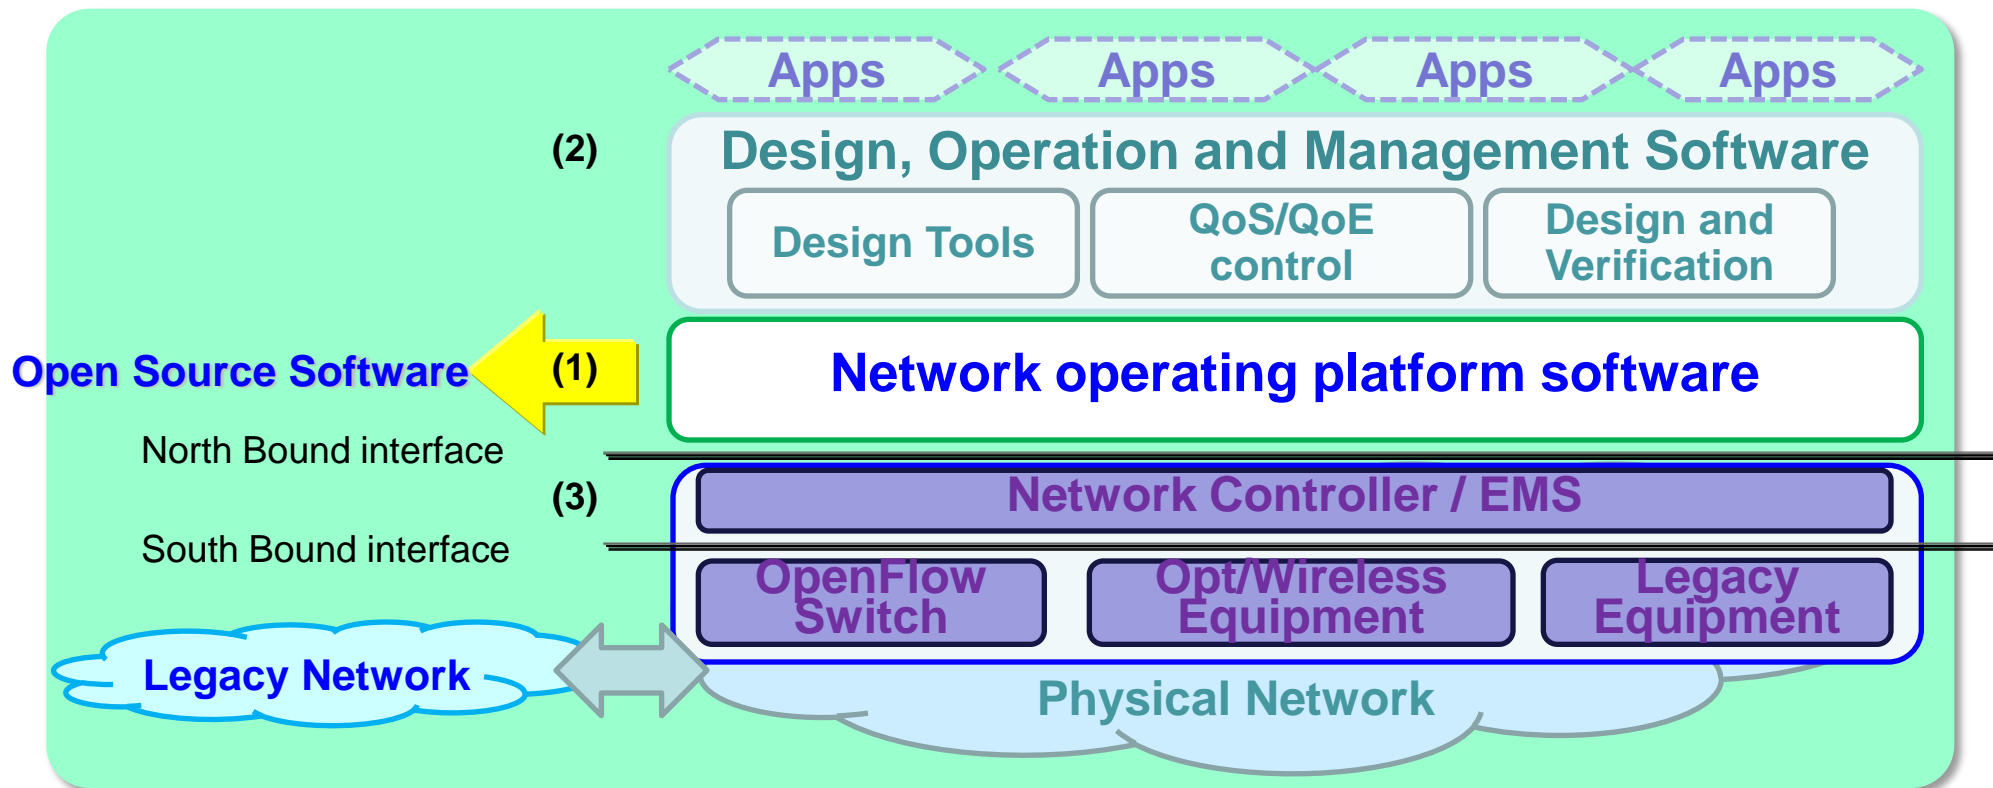 Apps Apps Apps Apps
(2)
Design, Operation and Management Software
Design Tools
QoS/QoE
control
Design and
Verification
Open Source Software
(1)
Network operating platform software
North Bound interface
(3)
Network Controller / EMS
South Bound interface
OpenFlow
Switch
Opt/Wireless
Equipment
Legacy
Equipment
Legacy Network
Physical Network